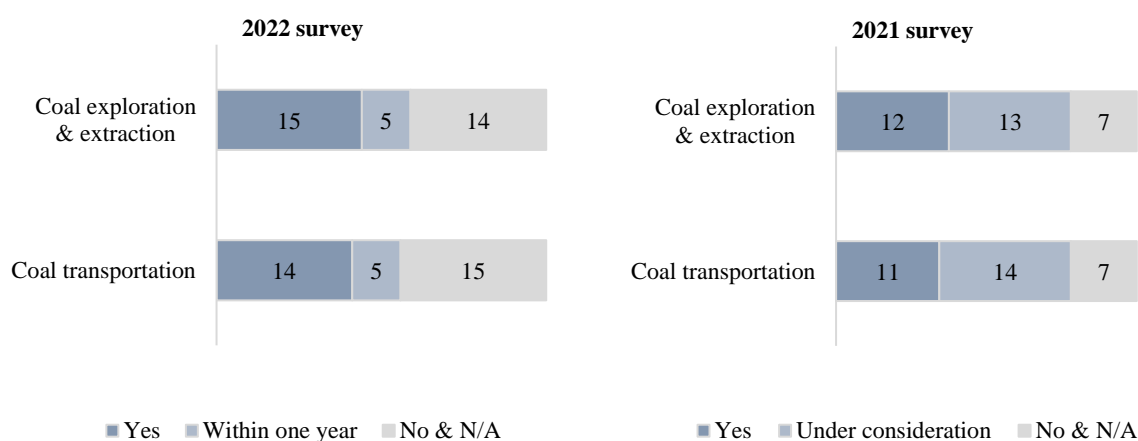 2022 survey
Coal exploration
& extraction
15 5 14
Coal transportation
14 5 15
Yes Within one year No & N/A
2021 survey
Coal exploration
& extraction
12 13 7
Coal transportation
11 14 7
Yes Under consideration No & N/A